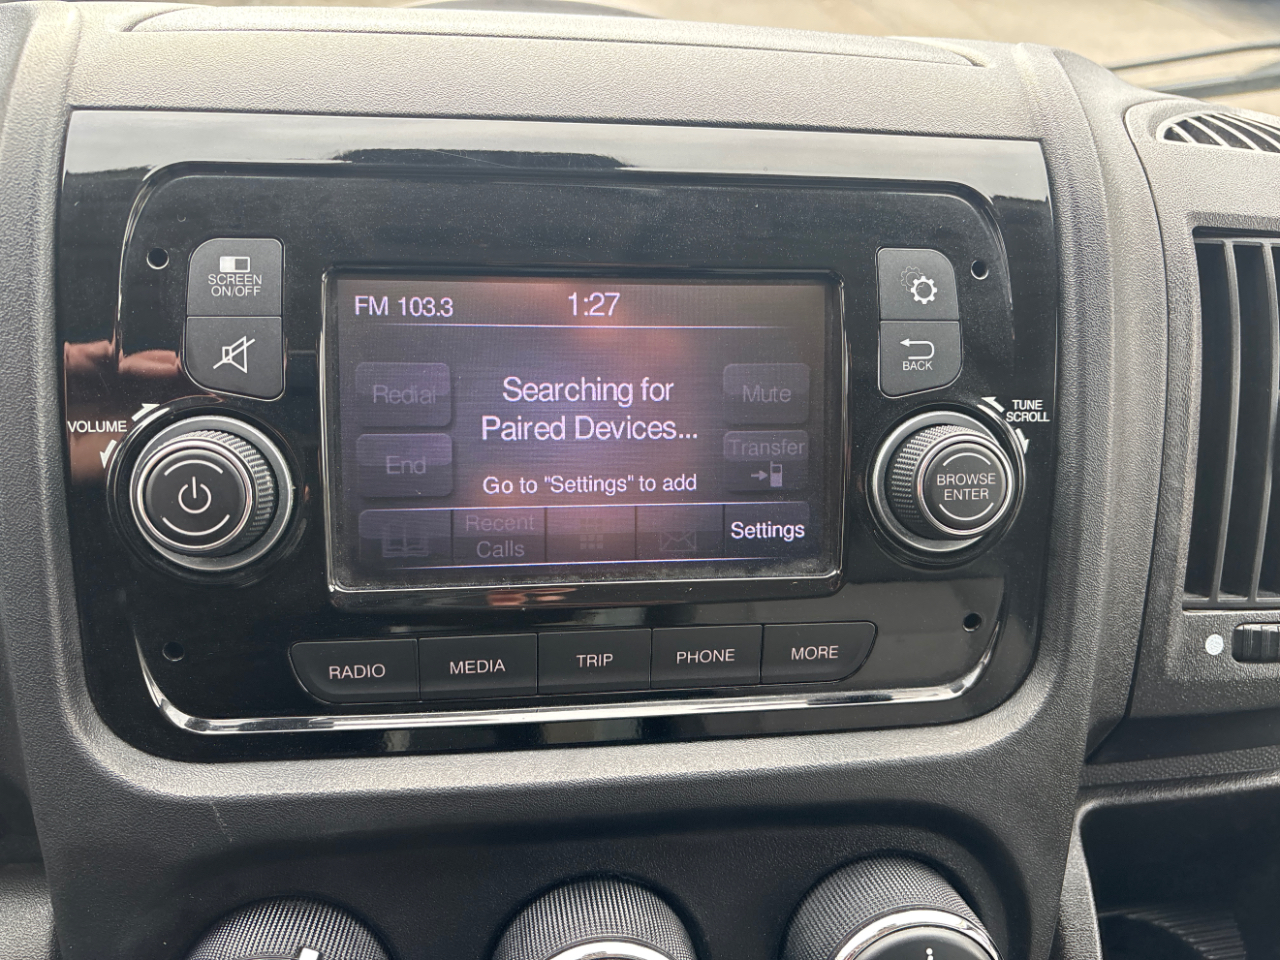 SCREEN
ON/OFF
VOLUME
FM 103.3
1:27
Redial
Searching for
Paired Devices...
Mute
End
Go to "Settings" to add
Transfer
Recent
Calls
Settings
BACK
TUNE
SCROLL
BROWSE
ENTER
RADIO
MEDIA
TRIP
PHONE
MORE